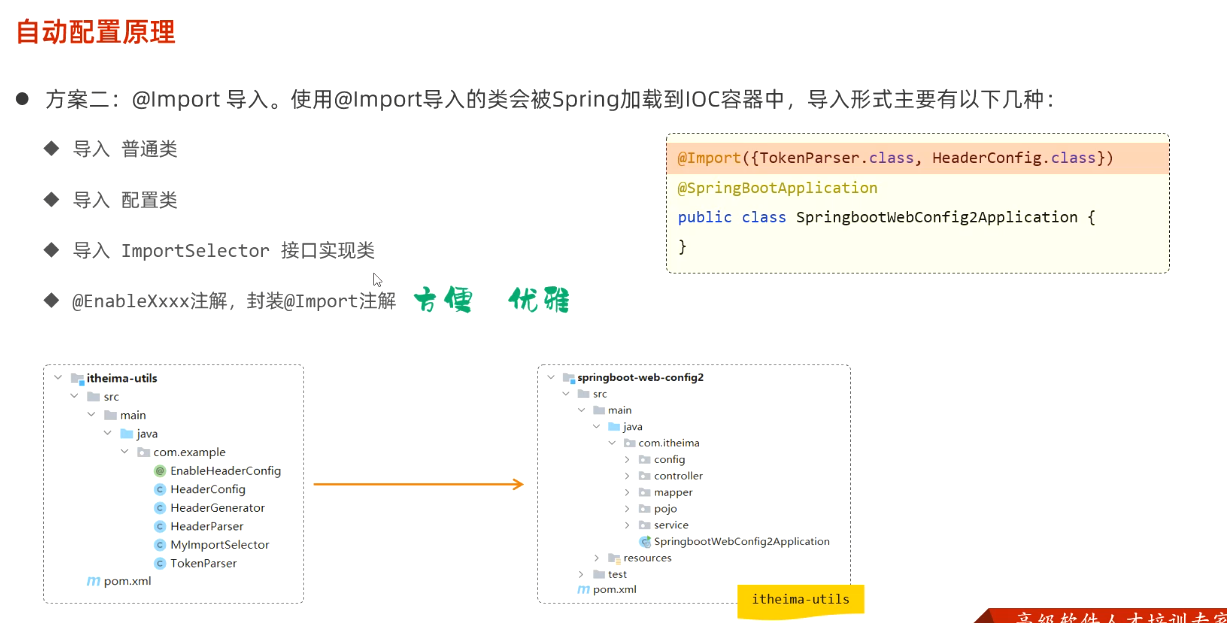 自动配置原理
方案二：@Import 导入。使用@Import导入的类会被Spring加载到IOC容器中，导入形式主要有以下几种：
导入 普通类
导入 配置类
导入 ImportSelector 接口实现类
@EnableXxxx注解，封装@Import注解 方便 优雅
@Import({TokenParser.class, HeaderConfig.class})
@SpringBootApplication
public class SpringbootWebConfig2Application {
}
itheima-utils
src
main
java
com.example
EnableHeaderConfig
HeaderConfig
HeaderGenerator
HeaderParser
MyImportSelector
TokenParser
pom.xml
springboot-web-config2
src
main
java
com.itheima
config
controller
mapper
pojo
service
SpringbootWebConfig2Application
resources
test
pom.xml
itheima-utils
高级软件人才培训专家